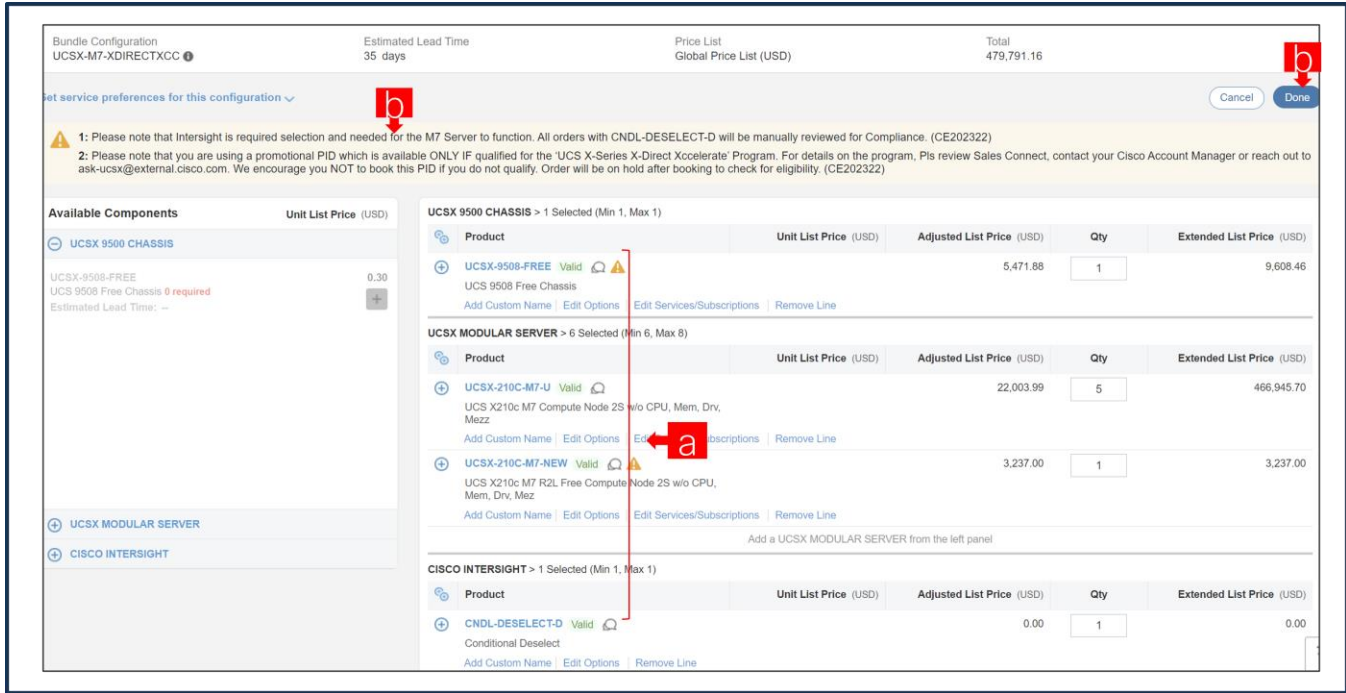 Bundle Configuration Estimated Lead Time Price List Total
UCSX-M7-XDIRECTXCC 35 days Global Price List (USD) 479,791.16
b
et service preferences for this configuration
b
Cancel Done
1: Please note that Intersight is required selection and needed for the M7 Server to function. All orders with CNDL-DESELECT-D will be manually reviewed for Compliance. (CE202322)
2: Please note that you are using a promotional PID which is available ONLY IF qualified for the 'UCS X-Series X-Direct Xccelerate' Program. For details on the program, Pls review Sales Connect, contact your Cisco Account Manager or reach out to
ask-ucsx@external.cisco.com. We encourage you NOT to book this PID if you do not qualify. Order will be on hold after booking to check for eligibility. (CE202322)
Available Components Unit List Price (USD)
UCSX 9500 CHASSIS
UCSX-9508-FREE 0.30
UCS 9508 Free Chassis 0 required
Estimated Lead Time: --
UCSX MODULAR SERVER
CISCO INTERSIGHT
UCSX 9500 CHASSIS > 1 Selected (Min 1, Max 1)
Product Unit List Price (USD) Adjusted List Price (USD) Qty Extended List Price (USD)
UCSX-9508-FREE Valid 5,471.88 1 9,608.46
UCS 9508 Free Chassis
Add Custom Name Edit Options Edit Services/Subscriptions Remove Line
UCSX MODULAR SERVER > 6 Selected (Min 6, Max 8)
Product Unit List Price (USD) Adjusted List Price (USD) Qty Extended List Price (USD)
UCSX-210C-M7-U Valid 22,003.99 5 466,945.70
UCS X210c M7 Compute Node 2S w/o CPU, Mem, Drv,
Mezz
Add Custom Name Edit Options Ed a bscriptions Remove Line
UCSX-210C-M7-NEW Valid 3,237.00 1 3,237.00
UCS X210c M7 R2L Free Compute Node 2S w/o CPU,
Mem, Drv, Mez
Add Custom Name Edit Options Edit Services/Subscriptions Remove Line
Add a UCSX MODULAR SERVER from the left panel
CISCO INTERSIGHT > 1 Selected (Min 1, Max 1)
Product Unit List Price (USD) Adjusted List Price (USD) Qty Extended List Price (USD)
CNDL-DESELECT-D Valid 0.00 1 0.00
Conditional Deselect
Add Custom Name Edit Options Remove Line